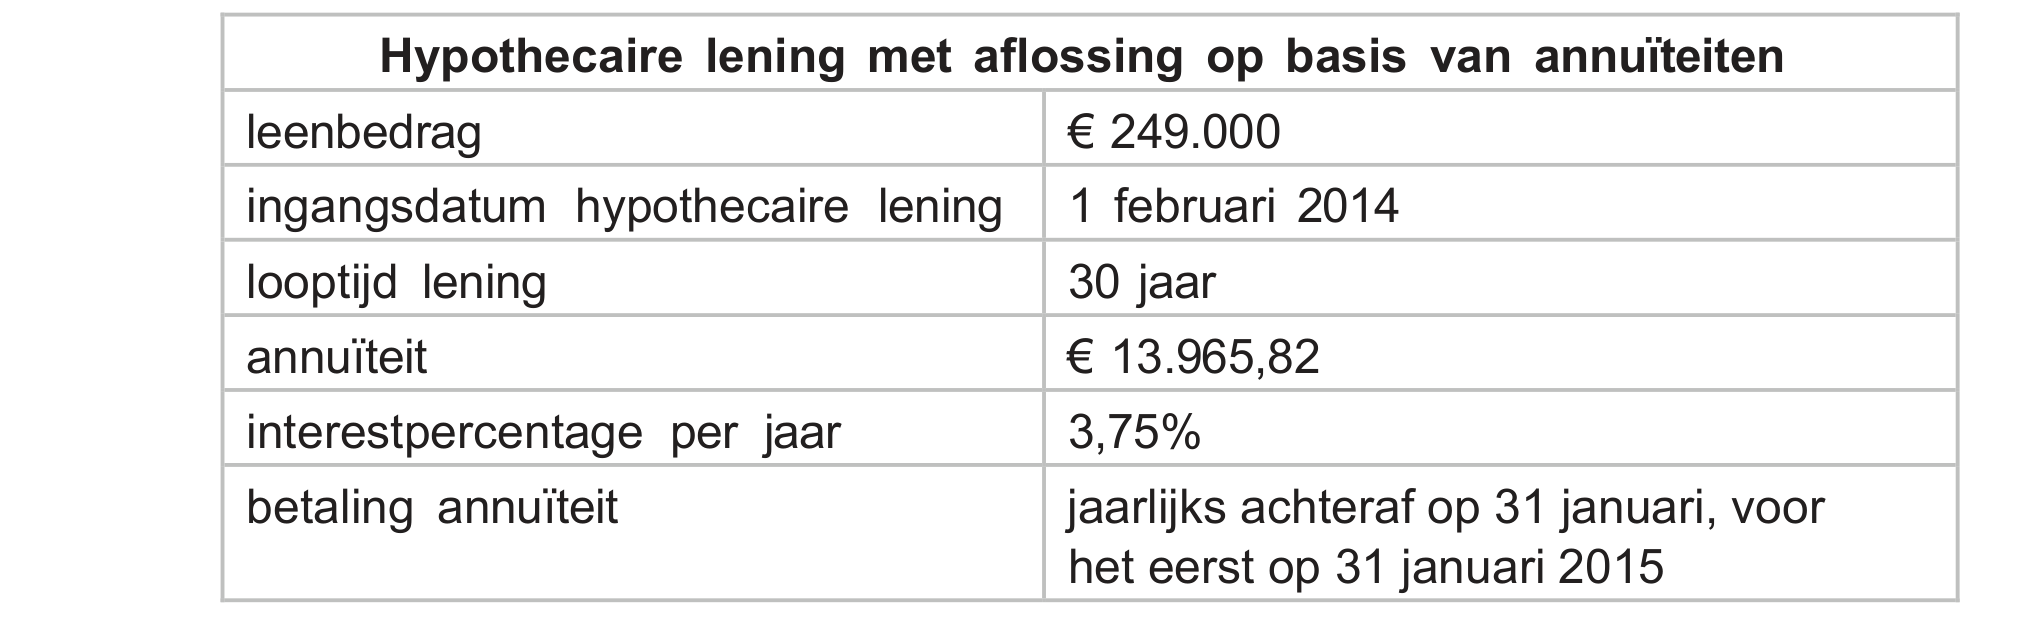 Hypothecaire lening met aflossing op basis van annuïteiten
leenbedrag € 249.000
ingangsdatum hypothecaire lening 1 februari 2014
looptijd lening 30 jaar
annuïteit € 13.965,82
interestpercentage per jaar 3,75%
betaling annuïteit jaarlijks achteraf op 31 januari, voor
het eerst op 31 januari 2015